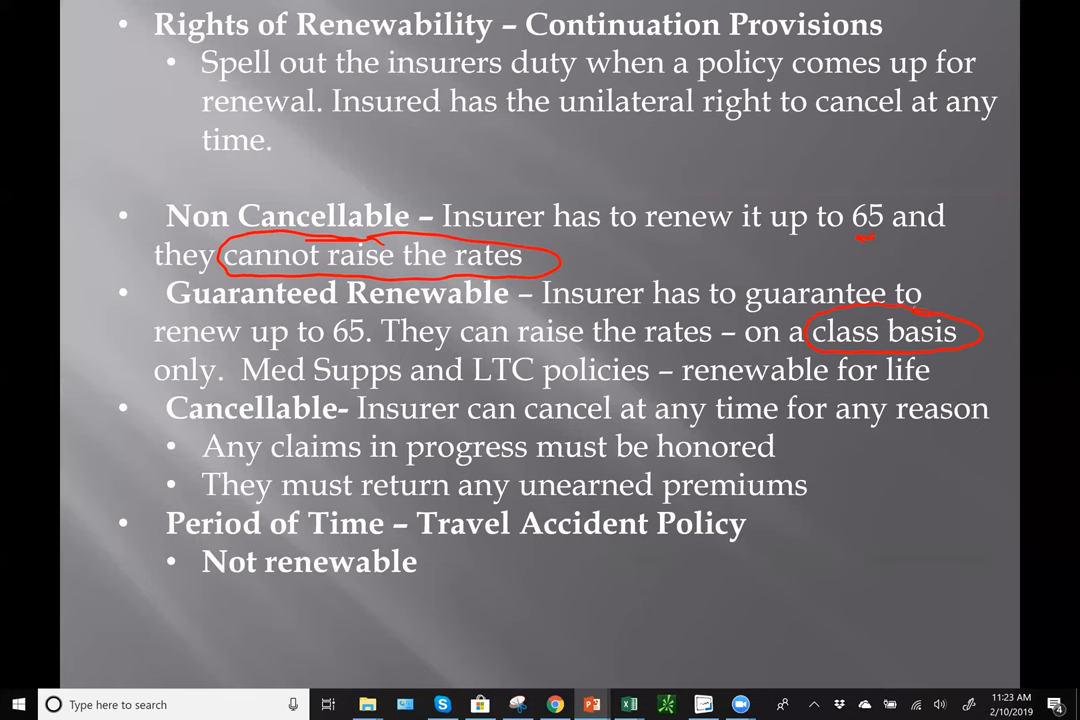 • Rights of Renewability – Continuation Provisions
• Spell out the insurers duty when a policy comes up for
renewal. Insured has the unilateral right to cancel at any
time.
• Non Cancellable – Insurer has to renew it up to 65 and
they cannot raise the rates
• Guaranteed Renewable – Insurer has to guarantee to
renew up to 65. They can raise the rates – on a class basis
only. Med Supps and LTC policies – renewable for life
• Cancellable- Insurer can cancel at any time for any reason
• Any claims in progress must be honored
• They must return any unearned premiums
• Period of Time – Travel Accident Policy
• Not renewable
Type here to search
11:23 AM
2/10/2019
4